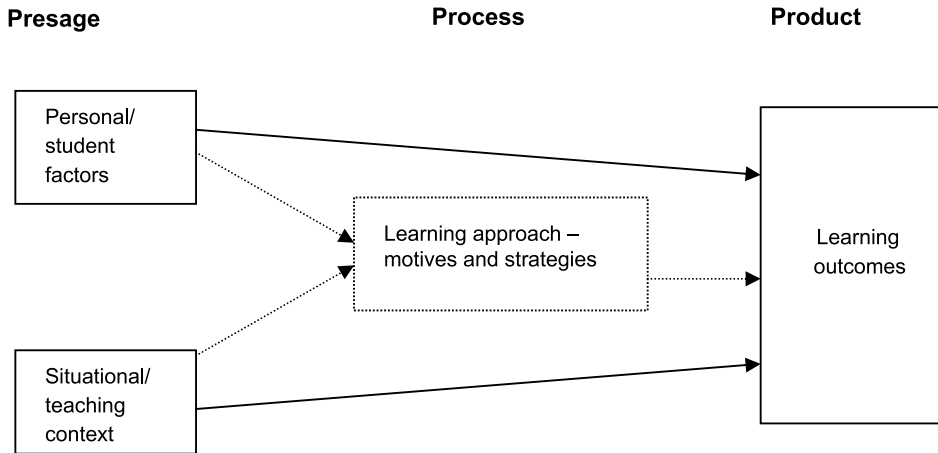 Presage
Process
Product
Personal/
student
factors
Learning approach –
motives and strategies
Learning
outcomes
Situational/
teaching
context